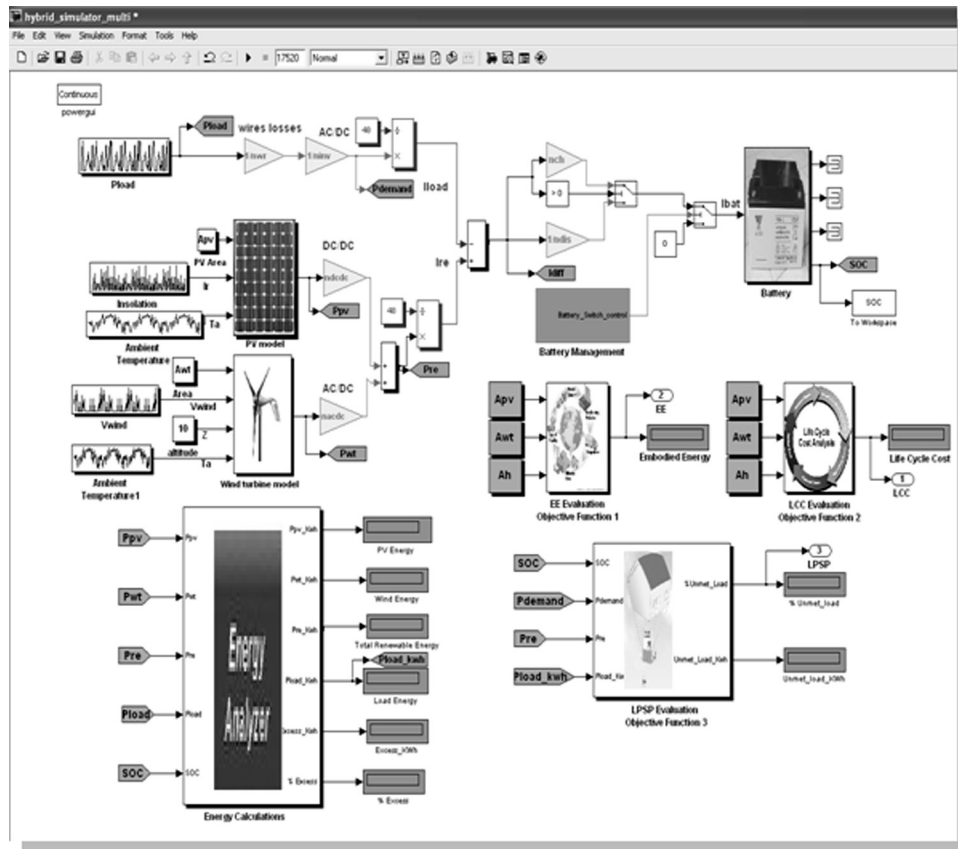 hybrid_simulator_multi *
File Edit View Simulation Format Tools Help
17520
Normal
Continuous
powergui
Pload
wires losses
AC/DC
-48-
÷
×
Pload
Pdemand
Iload
nch
> 0
Ibat
0
Idiff
SOC
Battery
SOC
To Workspace
Battery_Switch_control
Battery Management
Apv
PV Area
Ir
Insolation
Ta
Ambient
Temperature
PV model
DC/DC
ndcdc
Ppv
Ire
-48-
÷
×
Pre
Awt
Area
Vwind
Vwind
10
Z
altitude
Ta
Ambient
Temperature1
Wind turbine model
AC/DC
nacdc
Pwt
Apv
Awt
Ah
2
EE
Embodied Energy
EE Evaluation
Objective Function 1
Apv
Awt
Ah
Life Cycle
Cost Analysis
Life Cycle Cost
1
LCC
LCC Evaluation
Objective Function 2
Ppv
Pwt
Pre
Pload
SOC
Ppv
Pwt
Pre
Pload
SOC
Energy
Analyzer
Ppv_Kwh
Pwt_Kwh
Pre_Kwh
Pload_Kwh
Excess_Kwh
% Excess
PV Energy
Wind Energy
Total Renewable Energy
Pload_kwh
Load Energy
Excess_KWh
% Excess
Energy Calculations
SOC
Pdemand
Pre
Pload_kwh
SOC
Pdemand
Pre
%Unmet_Load
Unmet_Load_Kwh
3
LPSP
% Unmet_load
Unmet_load_KWh
LPSP Evaluation
Objective Function 3